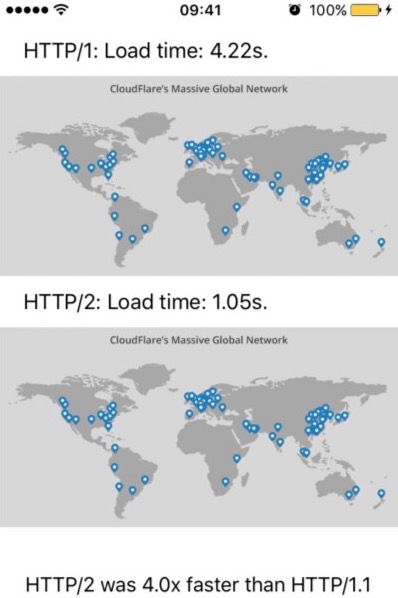 09:41
100%
HTTP/1: Load time: 4.22s.
CloudFlare's Massive Global Network
HTTP/2: Load time: 1.05s.
CloudFlare's Massive Global Network
HTTP/2 was 4.0x faster than HTTP/1.1